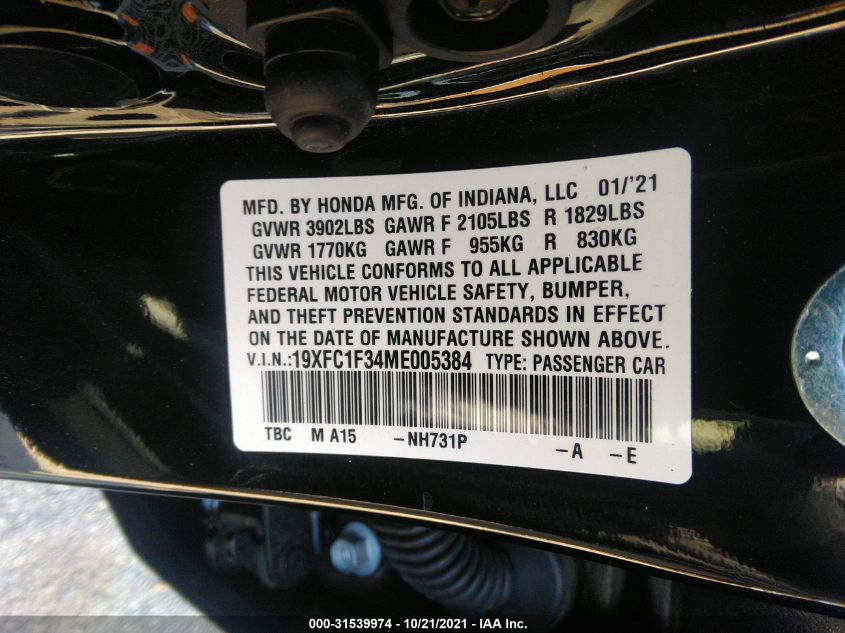 MFD. BY HONDA MFG. OF INDIANA, LLC 01/'21
GVWR 3902LBS GAWR F 2105LBS R 1829LBS
GVWR 1770KG GAWR F 955KG R 830KG
THIS VEHICLE CONFORMS TO ALL APPLICABLE
FEDERAL MOTOR VEHICLE SAFETY, BUMPER,
AND THEFT PREVENTION STANDARDS IN EFFECT
ON THE DATE OF MANUFACTURE SHOWN ABOVE.
V.I.N.:19XFC1F34ME005384 TYPE: PASSENGER CAR
TBC M A15 -NH731P -A -E
000-31539974 - 10/21/2021 - IAA Inc.